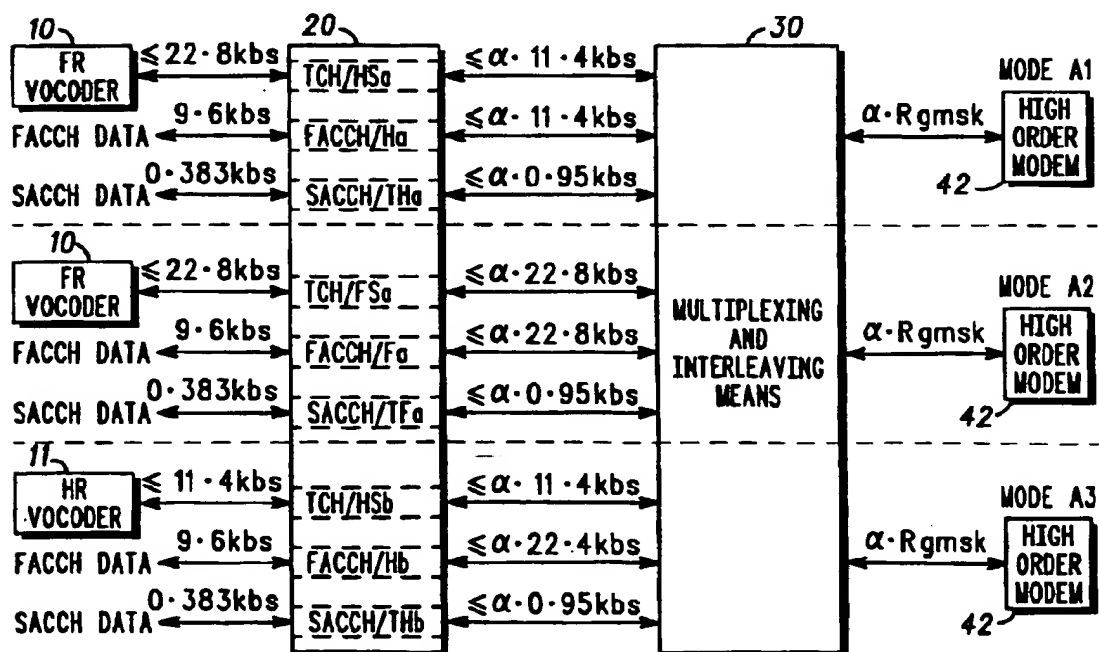 10
20
30
FR
VOCODER
≤22·8kbs
TCH/HSa
≤α·11·4kbs
FACCH DATA
9·6kbs
FACCH/Ha
≤α·11·4kbs
SACCH DATA
0·383kbs
SACCH/THa
≤α·0·95kbs
α·Rgmsk
MODE A1
HIGH
ORDER
MODEM
42
10
FR
VOCODER
≤22·8kbs
TCH/FSa
≤α·22·8kbs
FACCH DATA
9·6kbs
FACCH/Fa
≤α·22·8kbs
SACCH DATA
0·383kbs
SACCH/TFa
≤α·0·95kbs
MULTIPLEXING
AND
INTERLEAVING
MEANS
α·Rgmsk
MODE A2
HIGH
ORDER
MODEM
42
11
HR
VOCODER
≤11·4kbs
TCH/HSb
≤α·11·4kbs
FACCH DATA
9·6kbs
FACCH/Hb
≤α·22·4kbs
SACCH DATA
0·383kbs
SACCH/THb
≤α·0·95kbs
α·Rgmsk
MODE A3
HIGH
ORDER
MODEM
42